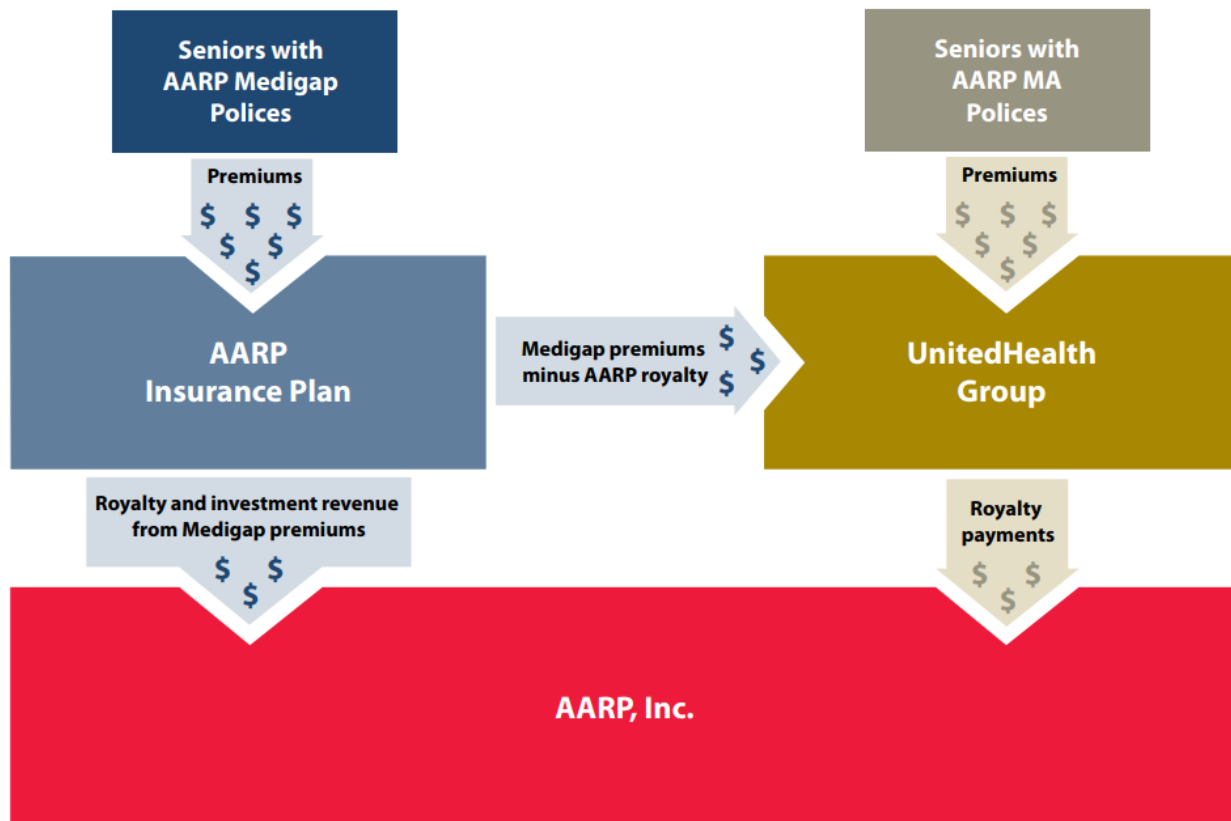 Seniors with
AARP Medigap
Polices
Seniors with
AARP MA
Polices
Premiums
$ $ $
$ $
$
Premiums
$ $ $
$ $
$
AARP
Insurance Plan
Medigap premiums
minus AARP royalty
$
$
$
UnitedHealth
Group
Royalty and investment revenue
from Medigap premiums
$ $
$
Royalty
payments
$ $
$
AARP, Inc.